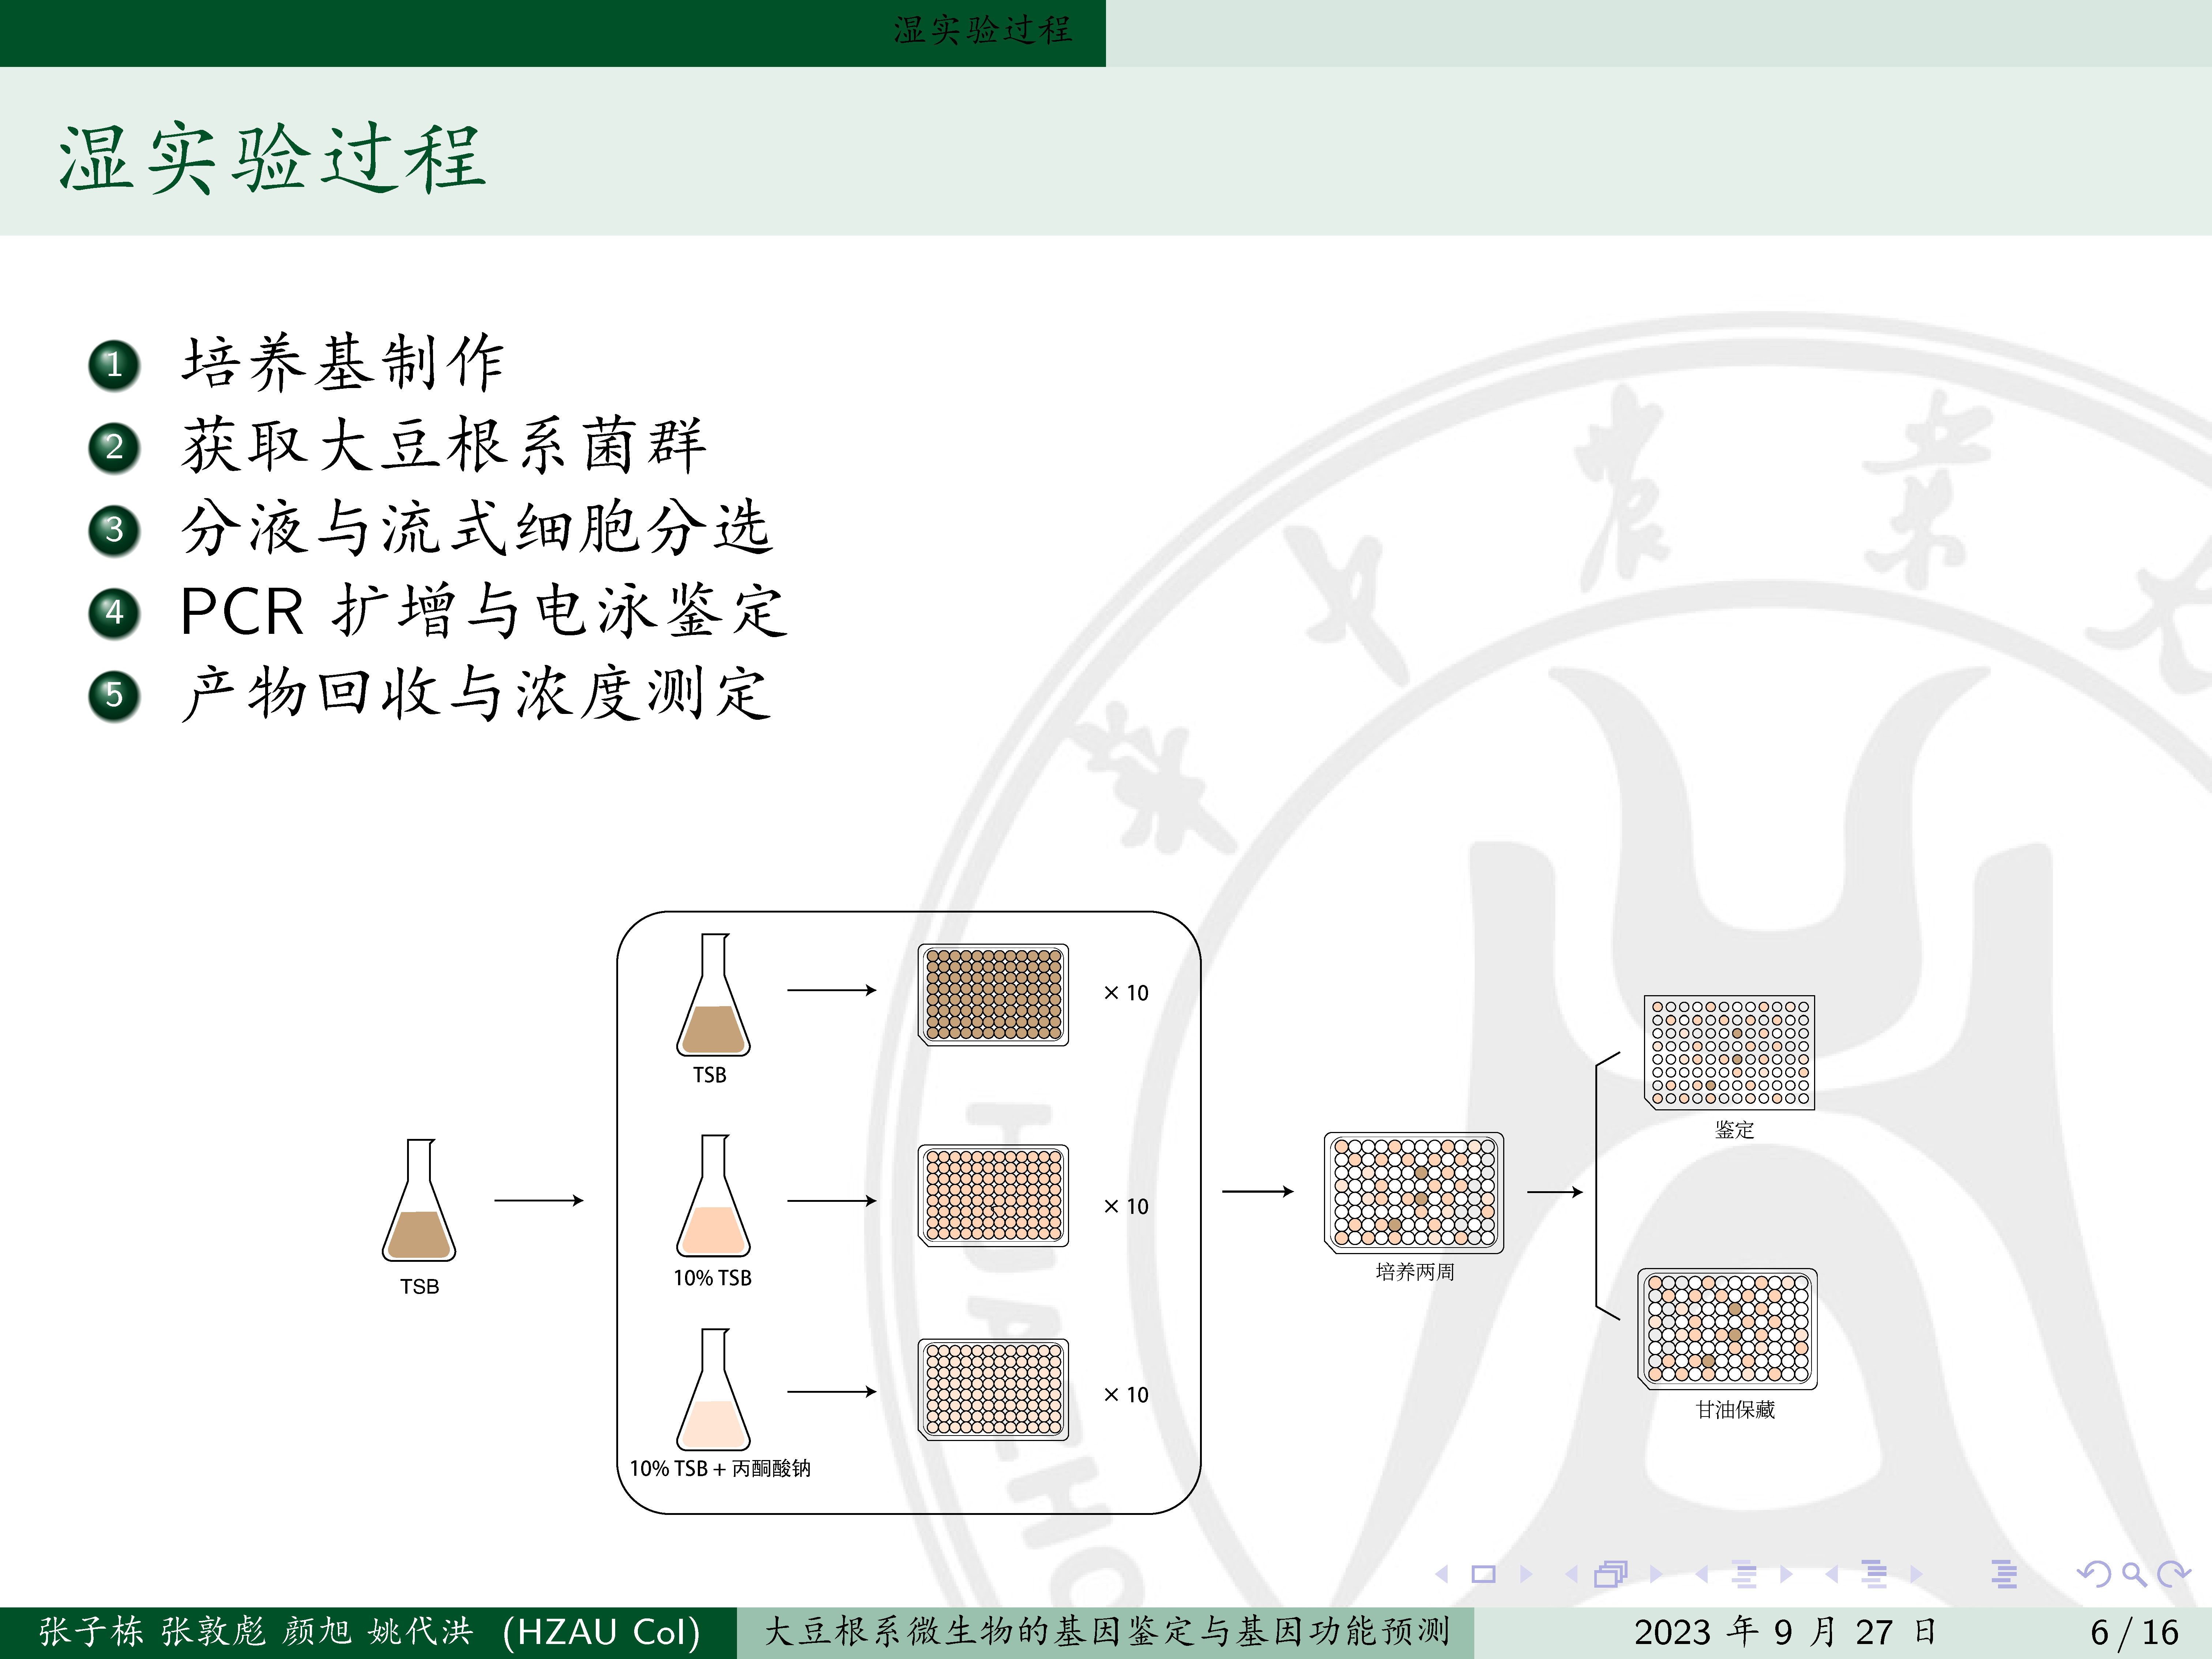 湿实验过程
湿实验过程
1 培养基制作
2 获取大豆根系菌群
3 分液与流式细胞分选
4 PCR 扩增与电泳鉴定
5 产物回收与浓度测定
TSB
TSB
× 10
10% TSB
× 10
10% TSB + 丙酮酸钠
× 10
培养两周
鉴定
甘油保藏
张子栋 张敦彪 颜旭 姚代洪 (HZAU CoI)
大豆根系微生物的基因鉴定与基因功能预测
2023 年 9 月 27 日
6 / 16